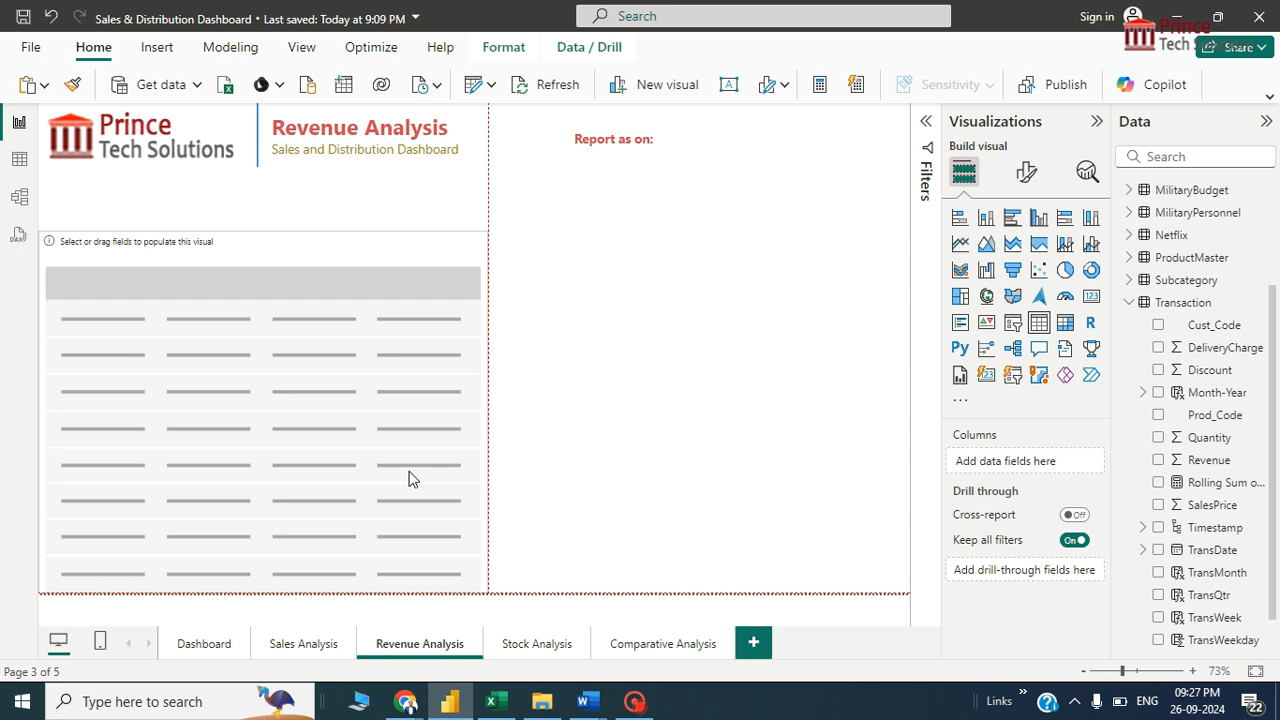 Sales & Distribution Dashboard • Last saved: Today at 9:09 PM
Search
Sign in
Prince
Tech
File
Home
Insert
Modeling
View
Optimize
Help
Format
Data / Drill
Share
Get data
Refresh
New visual
Sensitivity
Publish
Copilot
Prince
Tech Solutions
Revenue Analysis
Sales and Distribution Dashboard
Report as on:
Select or drag fields to populate this visual
Filters
Visualizations
Build visual
123
R
Py
123
...
Columns
Add data fields here
Drill through
Cross-report
Off
Keep all filters
On
Add drill-through fields here
Data
Search
MilitaryBudget
MilitaryPersonnel
Netflix
ProductMaster
Subcategory
Transaction
Cust_Code
DeliveryCharge
Discount
Month-Year
Prod_Code
Quantity
Revenue
Rolling Sum o...
SalesPrice
Timestamp
TransDate
TransMonth
TransQtr
TransWeek
TransWeekday
Dashboard
Sales Analysis
Revenue Analysis
Stock Analysis
Comparative Analysis
+
Page 3 of 5
- + 73%
Type here to search
Links
ENG
09:27 PM
26-09-2024
22